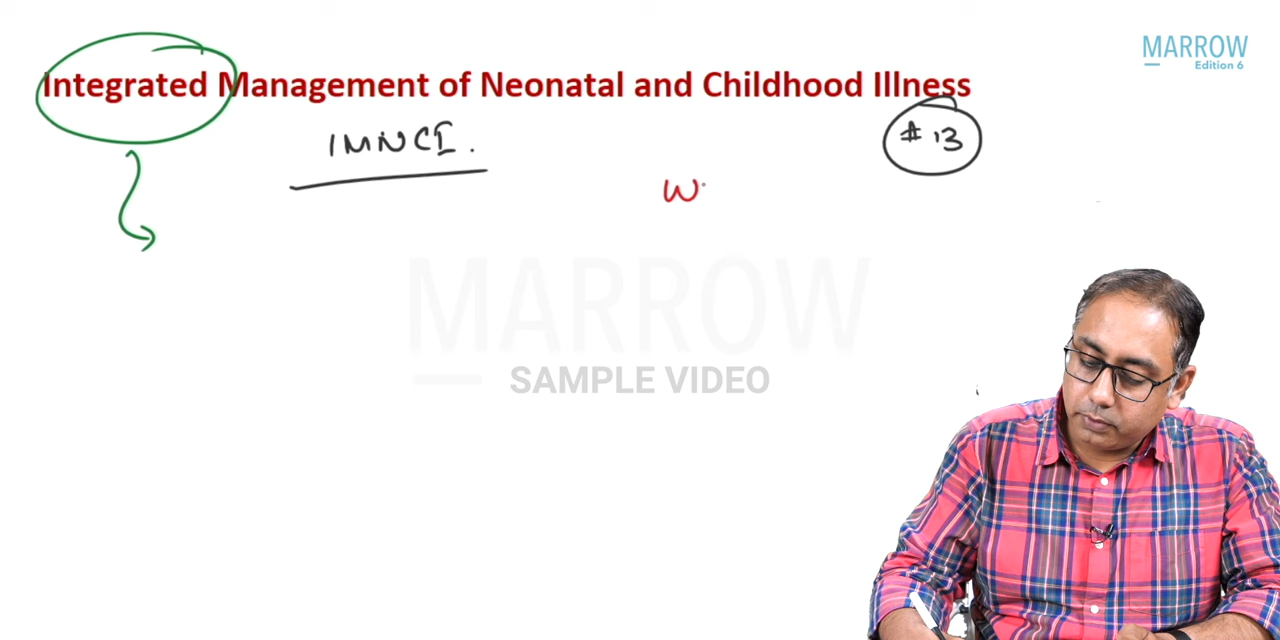 MARROW
Edition 6
Integrated Management of Neonatal and Childhood Illness
IMNCI.
# 13
W
MARROW
SAMPLE VIDEO